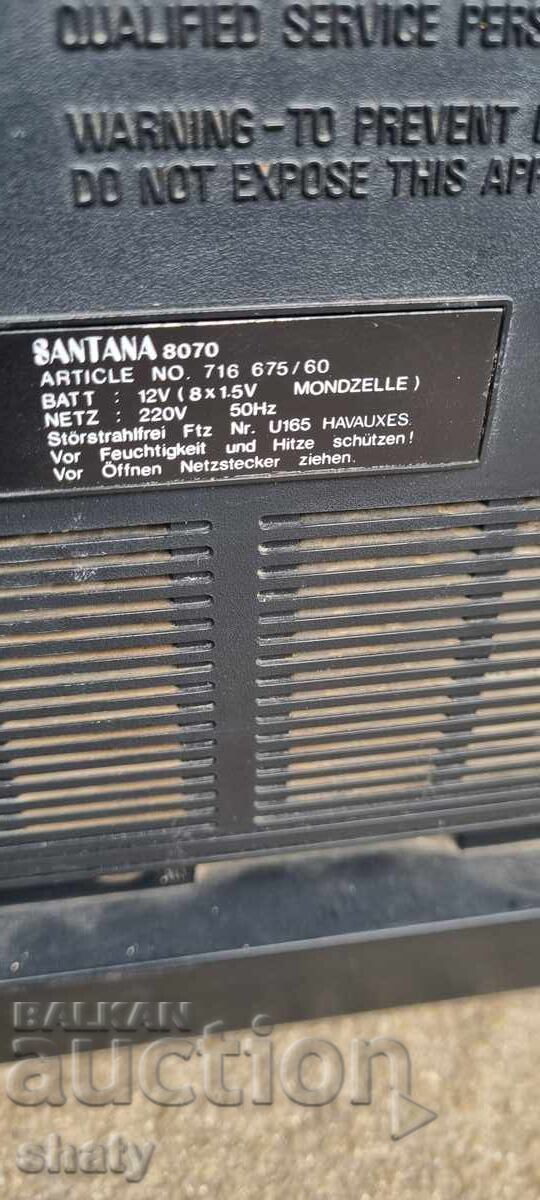 QUALIFIED SERVICE PERS
WARNING-TO PREVENT
DO NOT EXPOSE THIS APP
SANTANA 8070
ARTICLE NO. 716 675/60
BATT : 12V (8x1.5V MONDZELLE)
NETZ : 220V 50Hz
Störstrahlfrei Ftz Nr. U165 HAVAUXES.
Vor Feuchtigkeit und Hitze schützen!
Vor Öffnen Netzstecker ziehen.
BALKAN
auction
shaty